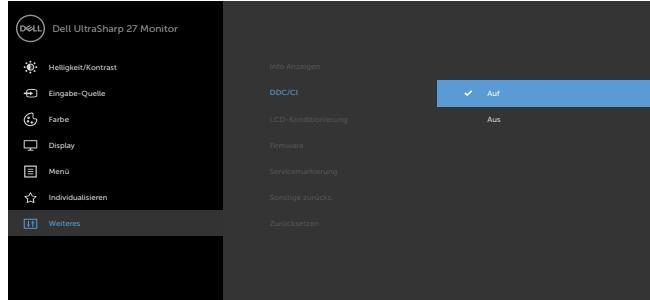 DELL
Dell UltraSharp 27 Monitor
Helligkeit/Kontrast
Eingabe-Quelle
Farbe
Display
Menü
Individualisieren
Weiteres
Info Anzeigen
DDC/CI
LCD-Konditionierung
Firmware
Servicemarkierung
Sonstige zurücks.
Zurücksetzen
Auf
Aus